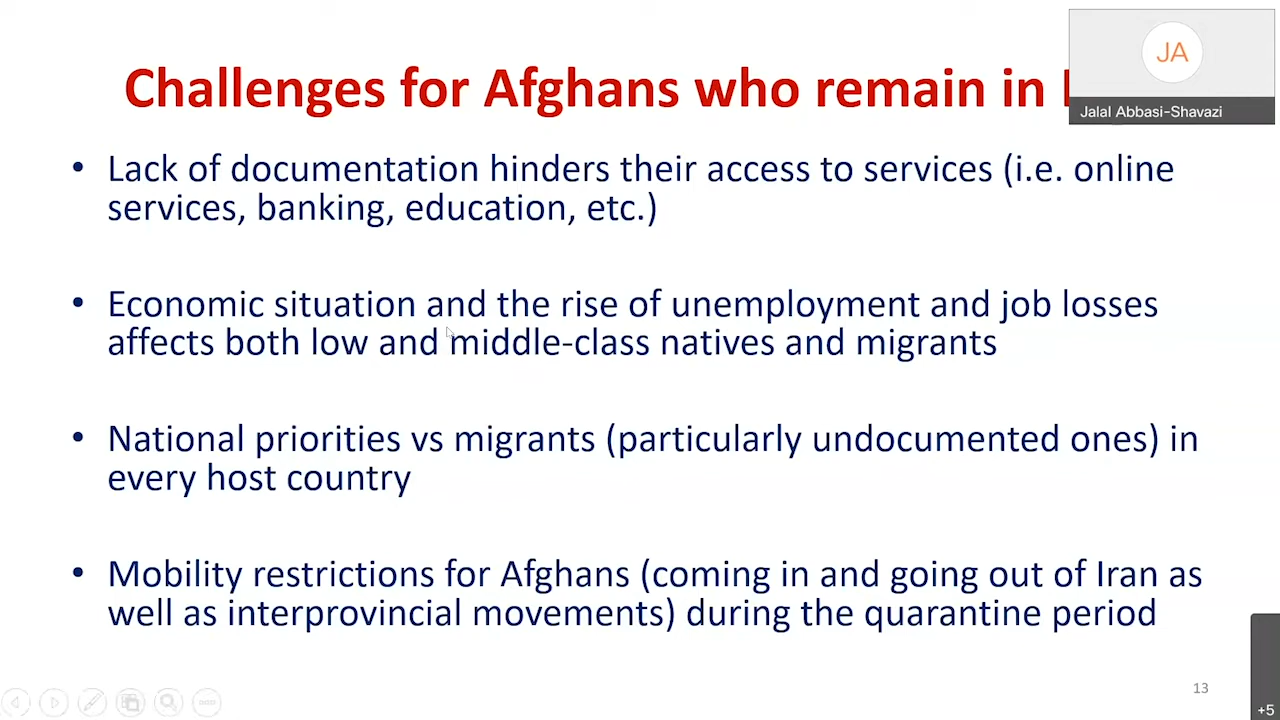 Challenges for Afghans who remain in
JA
Jalal Abbasi-Shavazi
• Lack of documentation hinders their access to services (i.e. online
services, banking, education, etc.)
• Economic situation and the rise of unemployment and job losses
affects both low and middle-class natives and migrants
• National priorities vs migrants (particularly undocumented ones) in
every host country
• Mobility restrictions for Afghans (coming in and going out of Iran as
well as interprovincial movements) during the quarantine period
13
+5